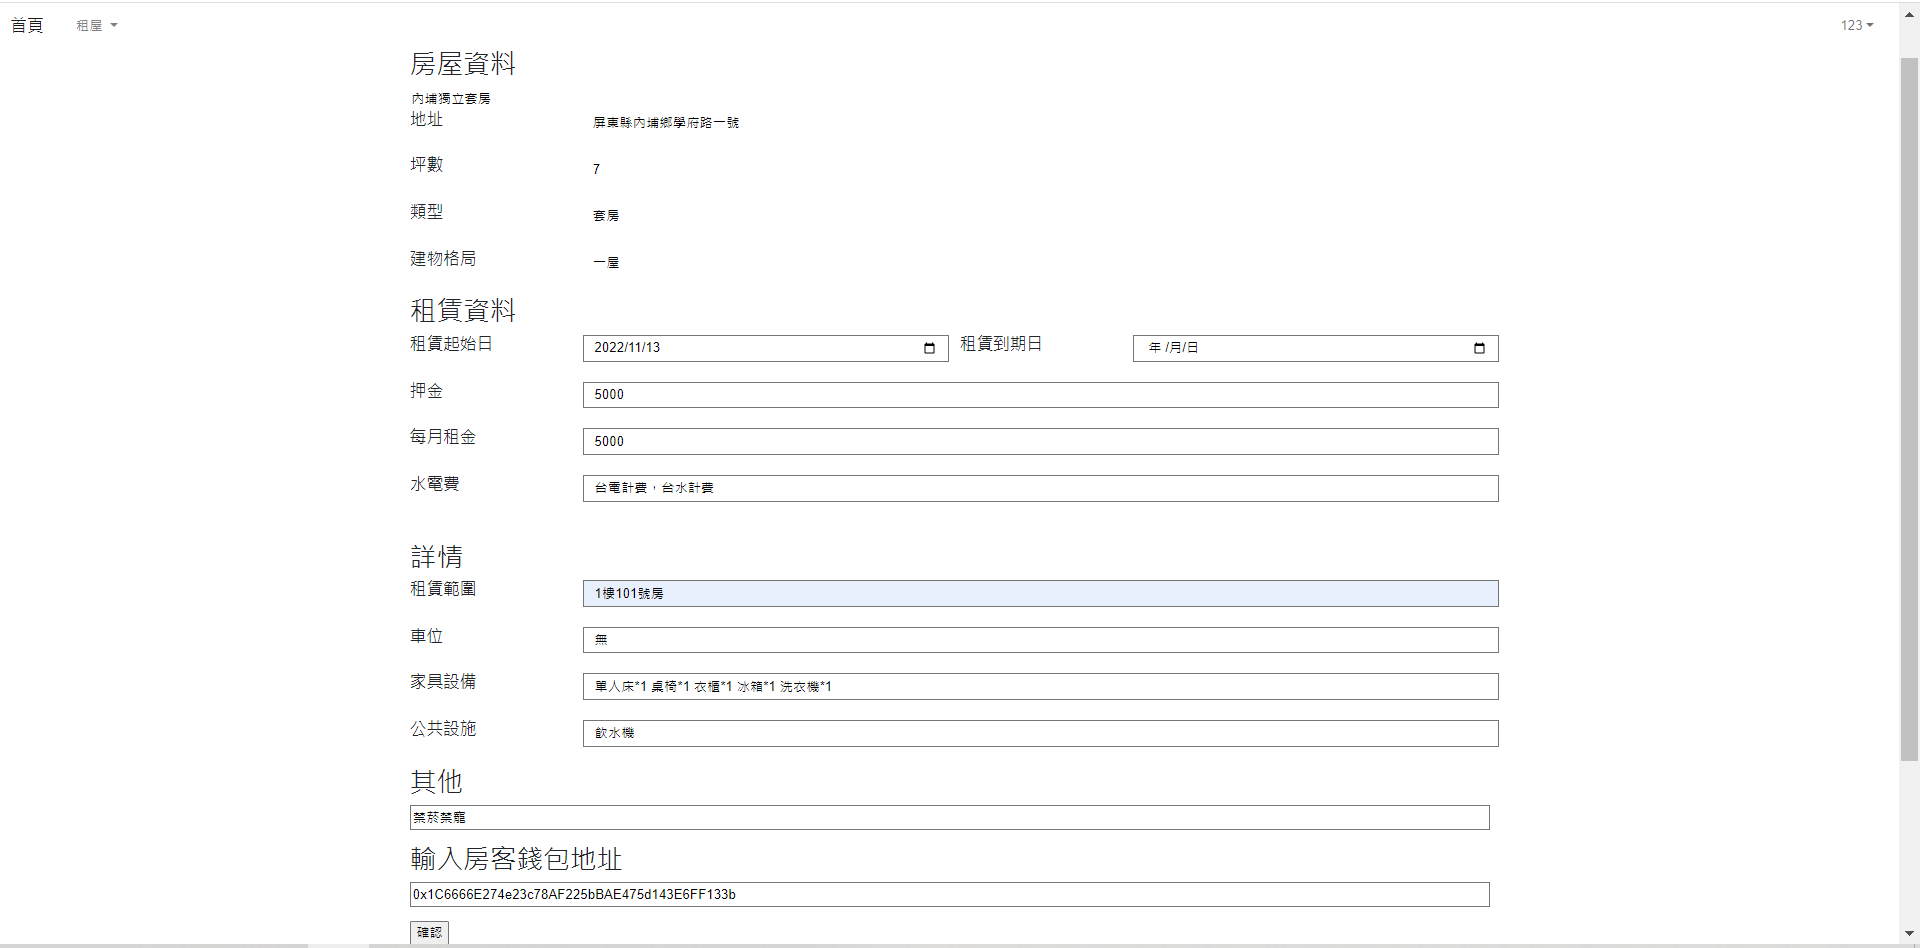 首頁 租屋 123
房屋資料
內埔獨立套房
地址 屏東縣內埔鄉學府路一號
坪數 7
類型 套房
建物格局 一屋
租賃資料
租賃起始日 2022/11/13 租賃到期日 年 /月/日
押金 5000
每月租金 5000
水電費 台電計費，台水計費
詳情
租賃範圍 1樓101號房
車位 無
家具設備 單人床*1 桌椅*1 衣櫃*1 冰箱*1 洗衣機*1
公共設施 飲水機
其他
禁菸禁寵
輸入房客錢包地址
0x1C6666E274e23c78AF225bBAE475d143E6FF133b
確認